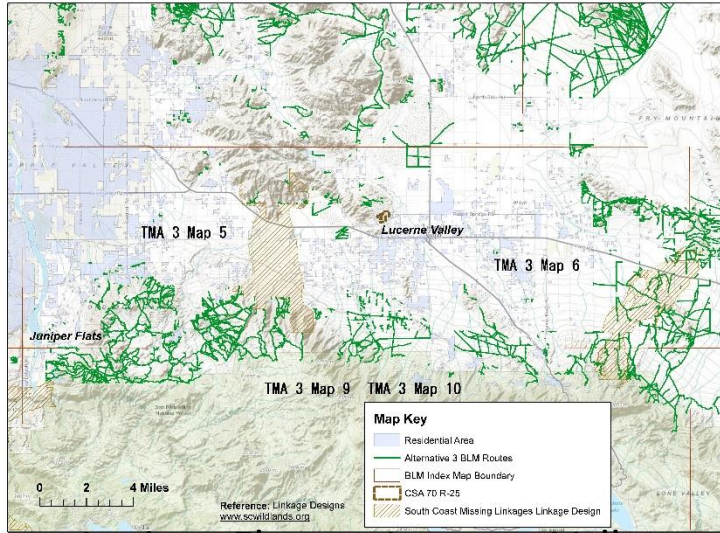 FRY MOUNTAINS
APPLE VALLEY
TMA 3 Map 5
Lucerne Valley
TMA 3 Map 6
Juniper Flats
TMA 3 Map 9
TMA 3 Map 10
Map Key
Residential Area
Alternative 3 BLM Routes
BLM Index Map Boundary
CSA 70 R-25
South Coast Missing Linkages Linkage Design
0 2 4 Miles
Reference: Linkage Designs
www.scwildlands.org